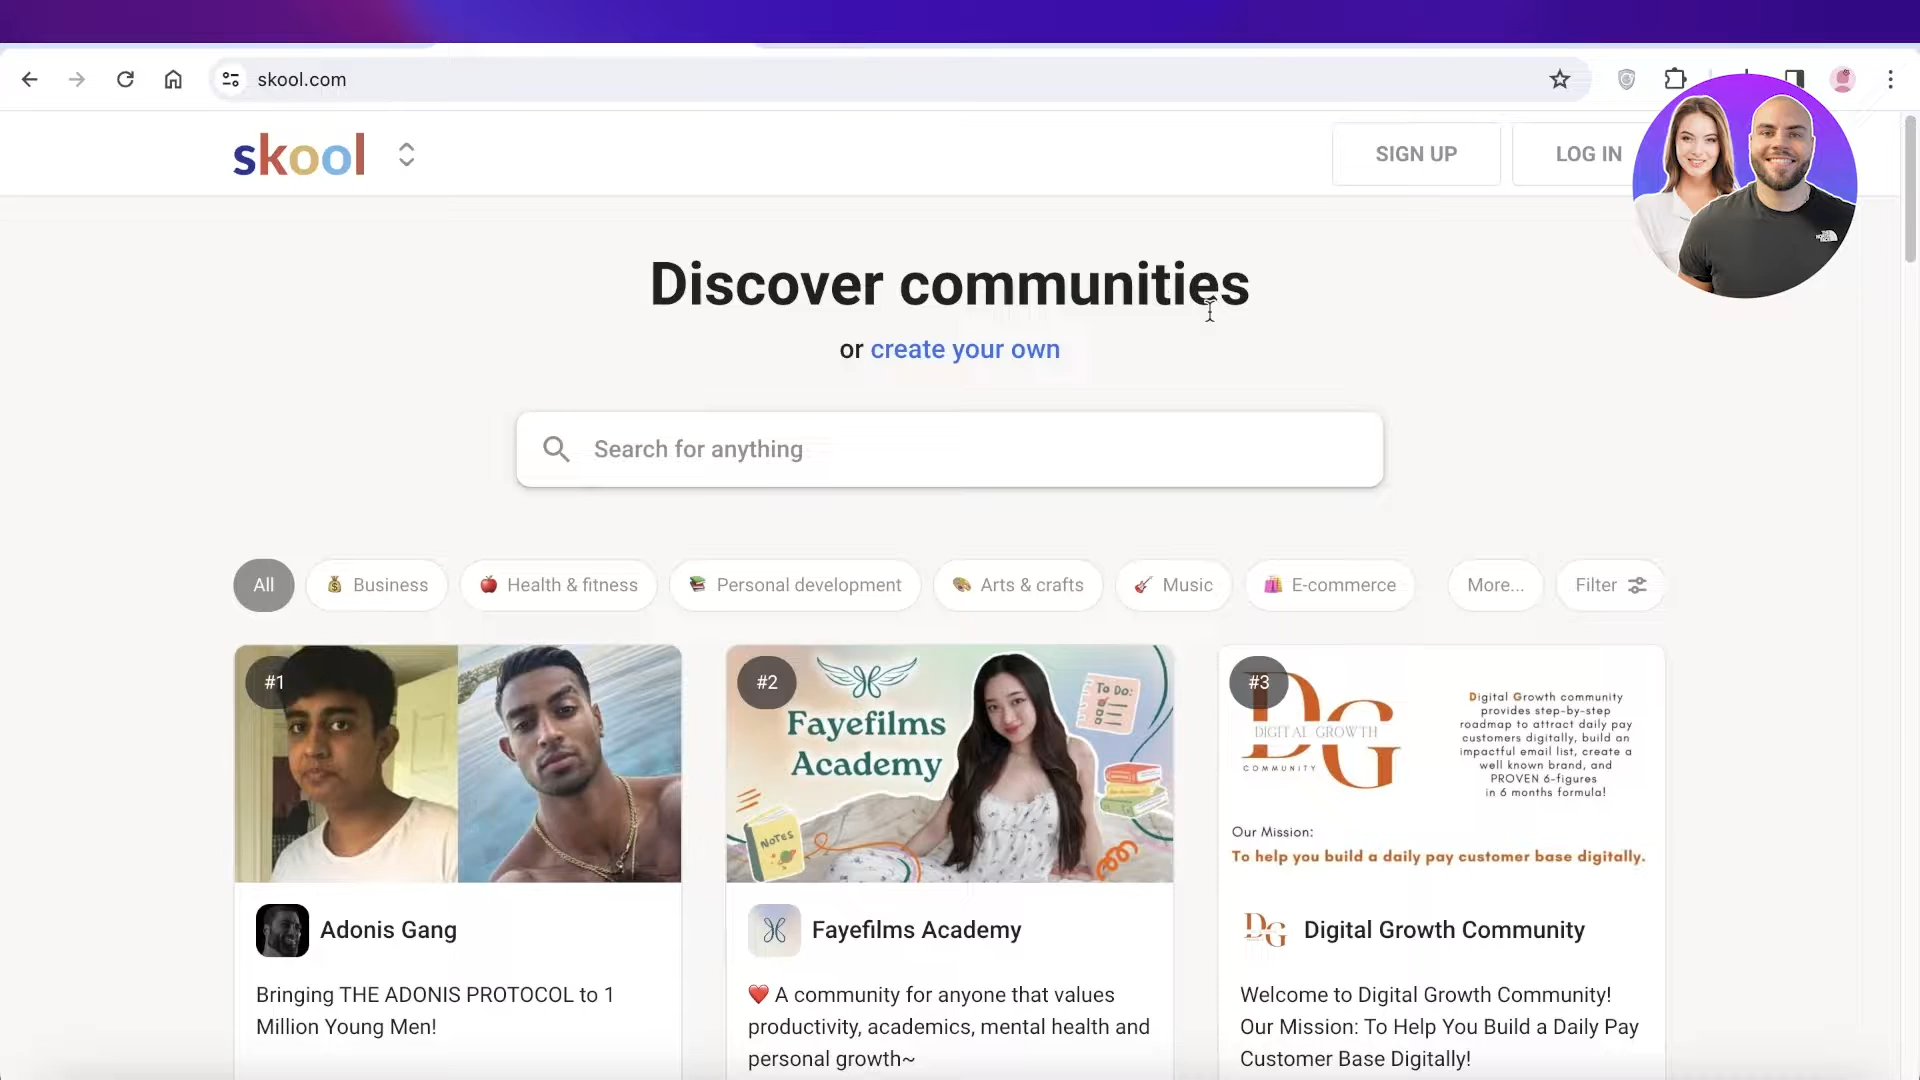 skool.com
skool
SIGN UP
LOG IN
Discover communities
or create your own
Search for anything
All
Business
Health & fitness
Personal development
Arts & crafts
Music
E-commerce
More...
Filter
#1
#2
Fayefilms
Academy
To Do:
NOTES
#3
DG
DIGITAL GROWTH
COMMUNITY
Digital Growth community
provides step-by-step
roadmap to attract daily pay
customers digitally, build an
impactful email list, create a
well known brand, and
PROVEN 6-figures
in 6 months formula!
Our Mission:
To help you build a daily pay customer base digitally.
Adonis Gang
Bringing THE ADONIS PROTOCOL to 1
Million Young Men!
Fayefilms Academy
❤️ A community for anyone that values
productivity, academics, mental health and
personal growth~
DG
Digital Growth Community
Welcome to Digital Growth Community!
Our Mission: To Help You Build a Daily Pay
Customer Base Digitally!